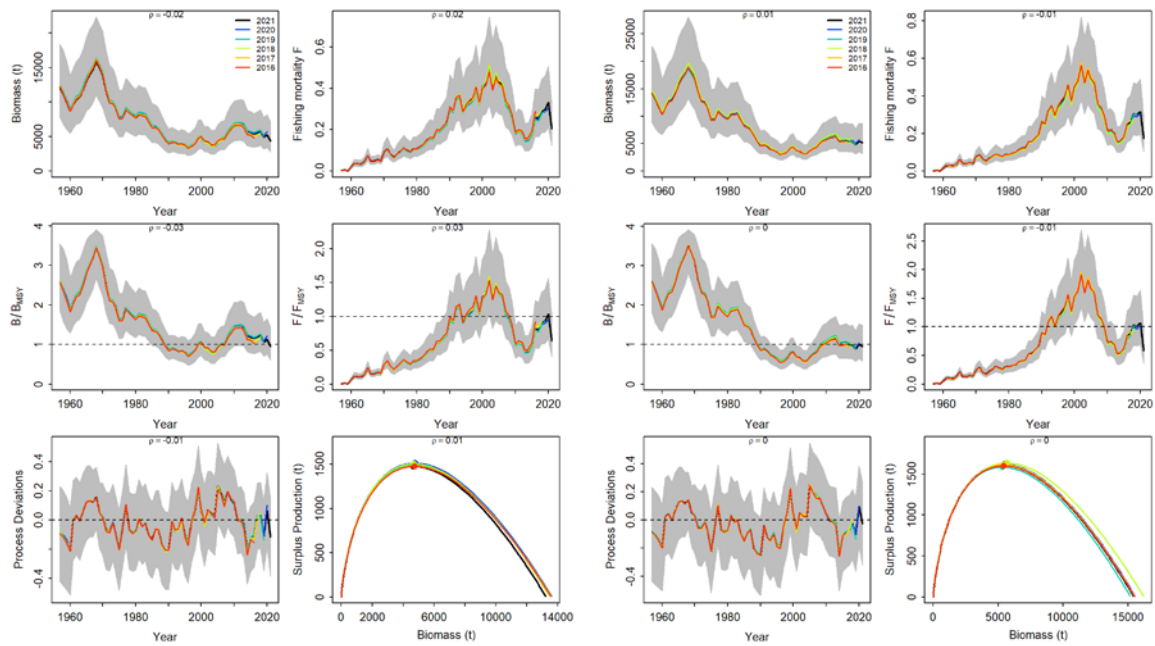 ρ = -0.02
Biomass (t)
15000
5000
0
2021
2020
2019
2018
2017
2016
1960 1980 2000 2020
Year
ρ = 0.02
Fishing mortality F
0.6
0.4
0.2
0.0
1960 1980 2000 2020
Year
ρ = 0.01
Biomass (t)
25000
15000
5000
0
2021
2020
2019
2018
2017
2016
1960 1980 2000 2020
Year
ρ = -0.01
Fishing mortality F
0.8
0.6
0.4
0.2
0.0
1960 1980 2000 2020
Year
ρ = -0.03
B/BMSY
4
3
2
1
0
1960 1980 2000 2020
Year
ρ = 0.03
F/FMSY
2.0
1.5
1.0
0.5
0.0
1960 1980 2000 2020
Year
ρ = 0
B/BMSY
4
3
2
1
0
1960 1980 2000 2020
Year
ρ = -0.01
F/FMSY
2.5
2.0
1.5
1.0
0.5
0.0
1960 1980 2000 2020
Year
ρ = -0.01
Process Deviations
0.4
0.2
0.0
-0.4
1960 1980 2000 2020
Year
ρ = 0.01
Surplus Production (t)
1500
1000
500
0
0 2000 6000 10000 14000
Biomass (t)
ρ = 0
Process Deviations
0.4
0.2
0.0
-0.4
1960 1980 2000 2020
Year
ρ = 0
Surplus Production (t)
1500
1000
500
0
0 5000 10000 15000
Biomass (t)